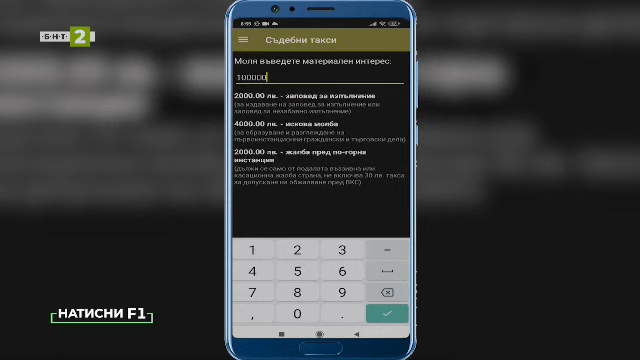 ·Б·Н·Т· 2
8:55
Съдебни такси
Моля въведете материален интерес:
100000
2000.00 лв. - заповед за изпълнение
(за издаване на заповед за изпълнение или
заповед за незабавно изпълнение)
4000.00 лв. - искова молба
(за образуване и разглеждане на
първоинстанционни граждански и търговски дела)
2000.00 лв. - жалба пред по-горна
инстанция
(дължи се само от подалата въззивна или
касационна жалба страна, не включва 30 лв. такса
за допускане на обжалване пред ВКС)
1 2 3 –
4 5 6
7 8 9
, 0 .
НАТИСНИ F1